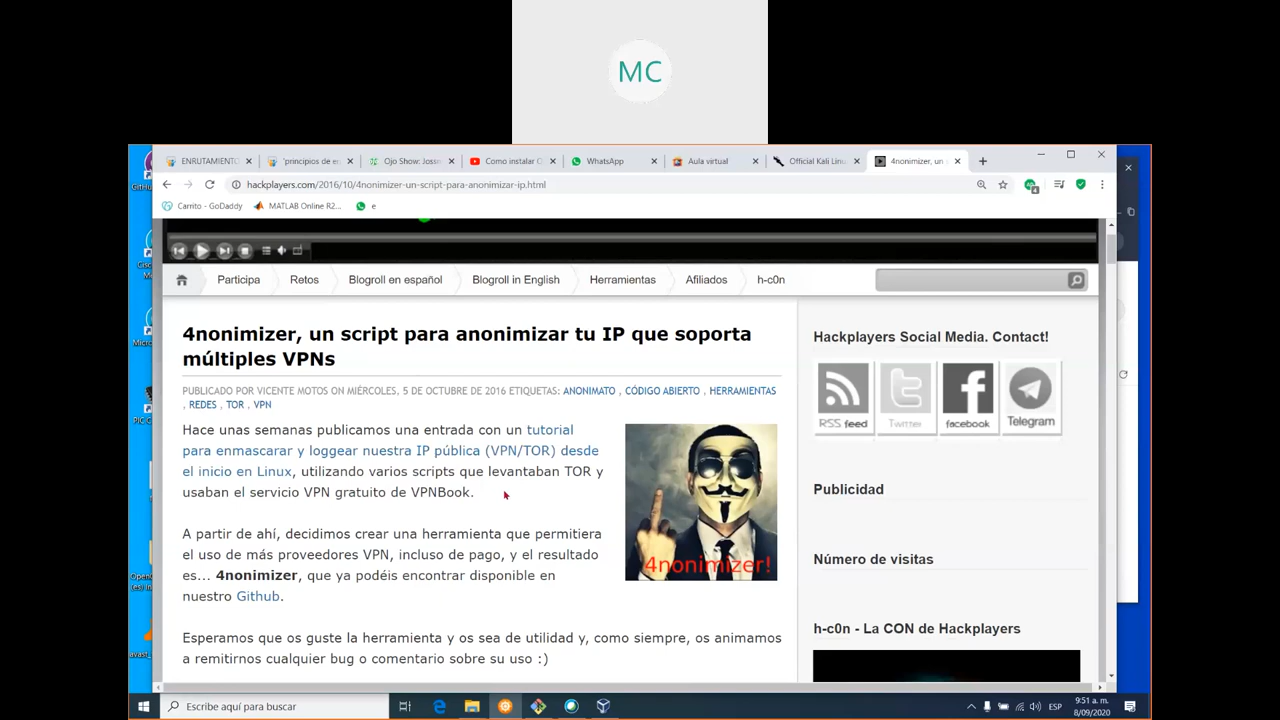 MC
ENRUTAMIENTO
'principios de en
Ojo Show: Jossn
Como instalar O
WhatsApp
Aula virtual
Official Kali Linu
4nonimizer, un
hackplayers.com/2016/10/4nonimizer-un-script-para-anonimizar-ip.html
Carrito - GoDaddy
MATLAB Online R2...
e
Participa
Retos
Blogroll en español
Blogroll in English
Herramientas
Afiliados
h-c0n
4nonimizer, un script para anonimizar tu IP que soporta
múltiples VPNs
PUBLICADO POR VICENTE MOTOS ON MIÉRCOLES, 5 DE OCTUBRE DE 2016 ETIQUETAS: ANONIMATO , CÓDIGO ABIERTO , HERRAMIENTAS
, REDES , TOR , VPN
Hace unas semanas publicamos una entrada con un tutorial
para enmascarar y loggear nuestra IP pública (VPN/TOR) desde
el inicio en Linux, utilizando varios scripts que levantaban TOR y
usaban el servicio VPN gratuito de VPNBook.
A partir de ahí, decidimos crear una herramienta que permitiera
el uso de más proveedores VPN, incluso de pago, y el resultado
es... 4nonimizer, que ya podéis encontrar disponible en
nuestro Github.
4nonimizer!
Esperamos que os guste la herramienta y os sea de utilidad y, como siempre, os animamos
a remitirnos cualquier bug o comentario sobre su uso :)
Hackplayers Social Media. Contact!
RSS feed
Twitter
facebook
Telegram
Publicidad
Número de visitas
h-c0n - La CON de Hackplayers
Escribe aquí para buscar
ESP
9:51 a. m.
8/09/2020